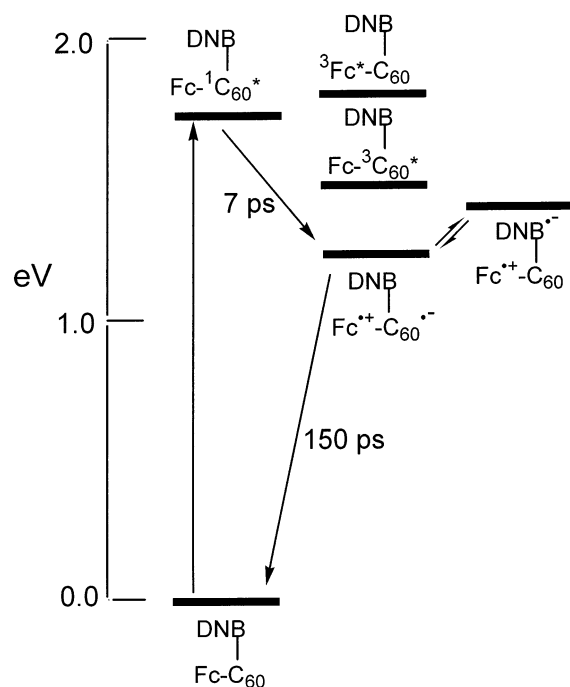 2.0
DNB
Fc-¹C₆₀*
DNB
³Fc*-C₆₀
DNB
Fc-³C₆₀*
7 ps
DNB•-
Fc•+-C₆₀
eV
DNB
Fc•+-C₆₀•-
1.0
150 ps
0.0
DNB
Fc-C₆₀